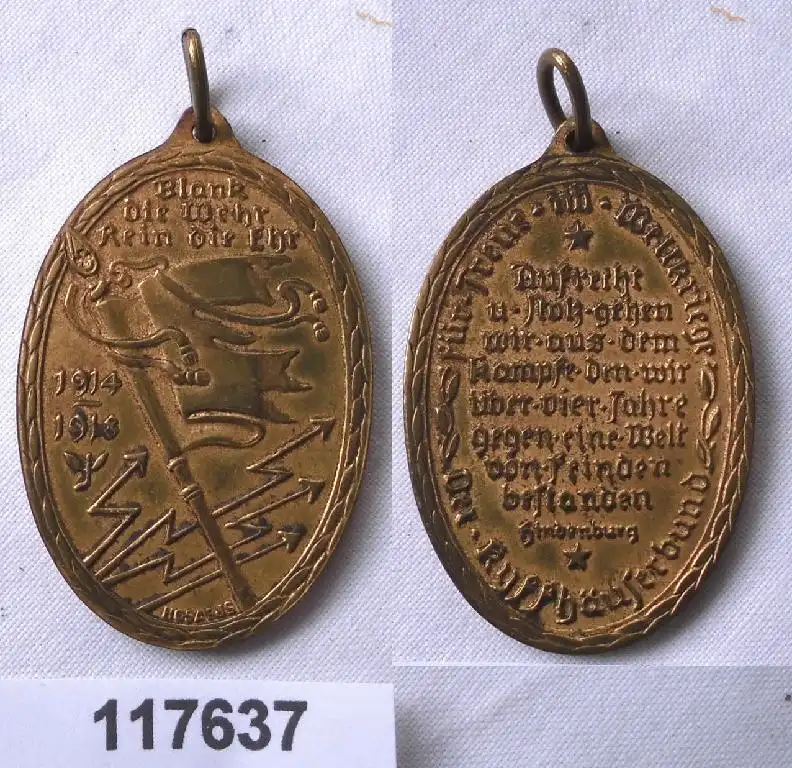 Blank
die Wehr
Rein die Ehr
1914
1918
Für · Treue · im · Weltkriege
Aufrecht
u · stolz · gehen
wir · aus · dem
Kampfe · den · wir
über · vier · Jahre
gegen · eine · Welt
von · Feinden
bestanden
Hindenburg
Der · Kyffhäuserbund
117637